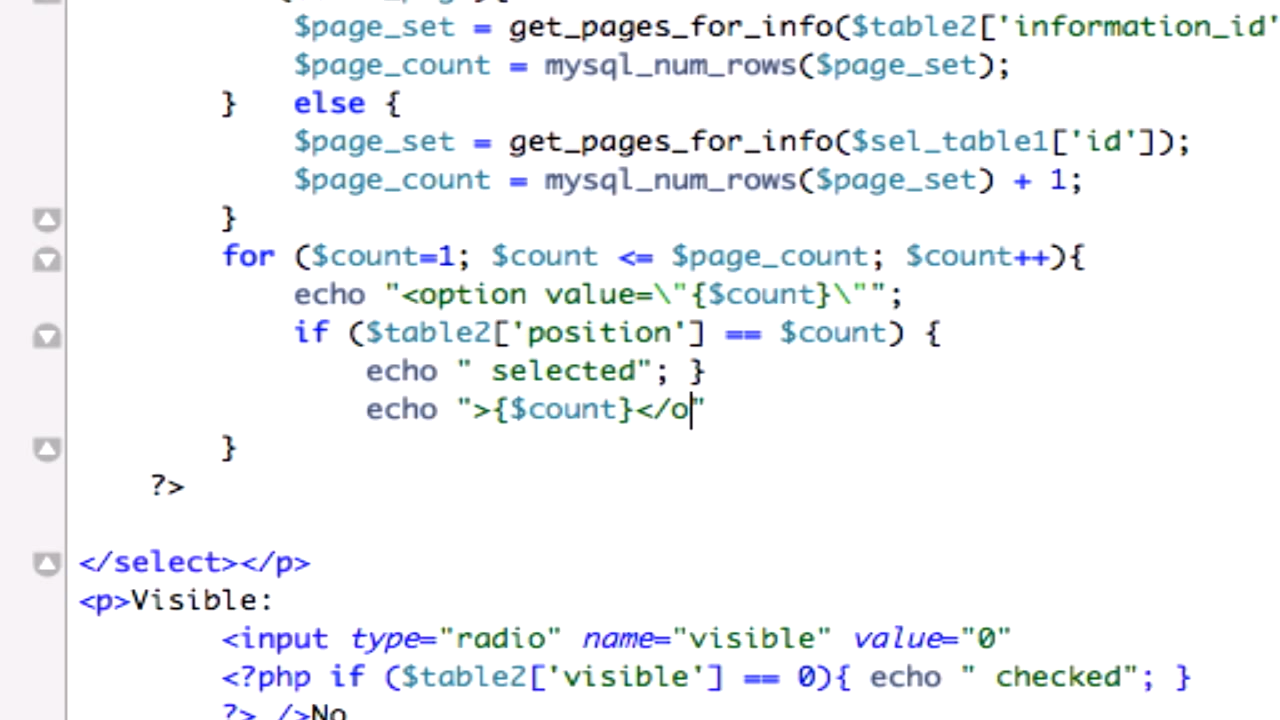 $page_set = get_pages_for_info($table2['information_id'
$page_count = mysql_num_rows($page_set);
} else {
$page_set = get_pages_for_info($sel_table1['id']);
$page_count = mysql_num_rows($page_set) + 1;
}
for ($count=1; $count <= $page_count; $count++){
echo "<option value=\"{$count}\"";
if ($table2['position'] == $count) {
echo " selected"; }
echo ">{$count}</o"
}
?>
</select></p>
<p>Visible:
<input type="radio" name="visible" value="0"
<?php if ($table2['visible'] == 0){ echo " checked"; }
?> />No